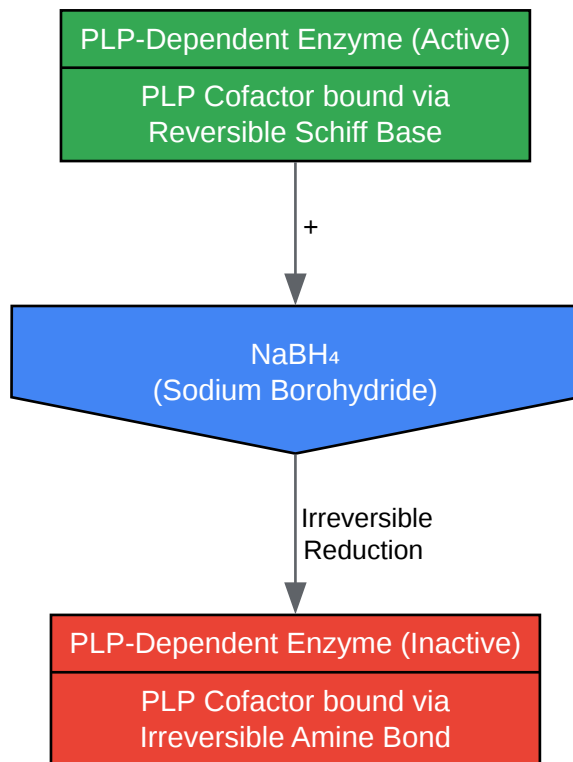 PLP-Dependent Enzyme (Active)
PLP Cofactor bound via
Reversible Schiff Base
+
NaBH₄
(Sodium Borohydride)
Irreversible
Reduction
PLP-Dependent Enzyme (Inactive)
PLP Cofactor bound via
Irreversible Amine Bond